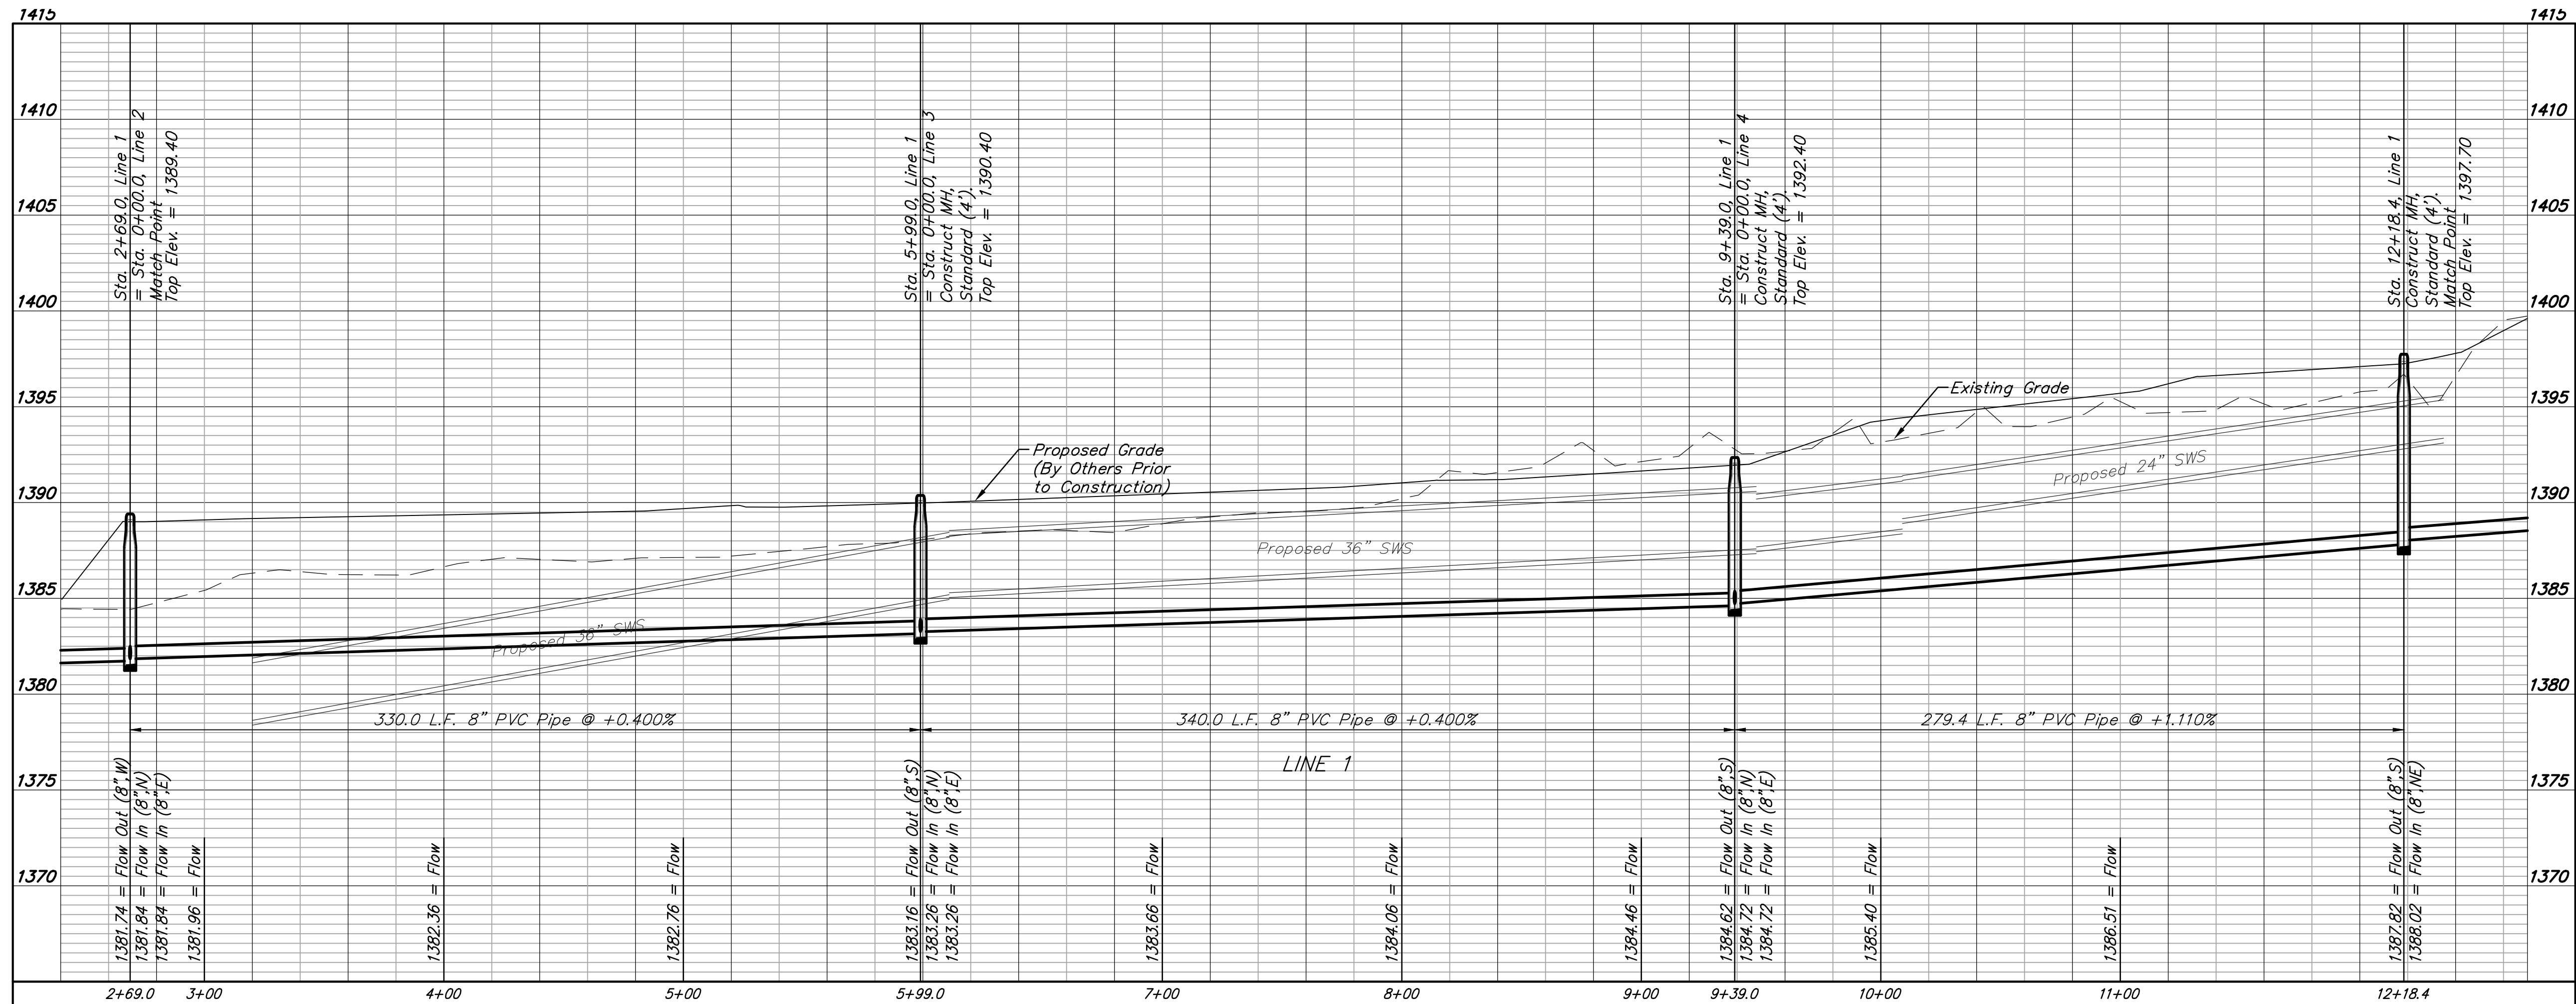 1415
1415
1410
1410
1405
1405
1400
1400
1395
1395
1390
1390
1385
1385
1380
1380
1375
1375
1370
1370
Sta. 2+69.0, Line 1
= Sta. 0+00.0, Line 2
Match Point
Top Elev. = 1389.40
Sta. 5+99.0, Line 1
= Sta. 0+00.0, Line 3
Construct MH,
Standard (4').
Top Elev. = 1390.40
Sta. 9+39.0, Line 1
= Sta. 0+00.0, Line 4
Construct MH,
Standard (4').
Top Elev. = 1392.40
Sta. 12+18.4, Line 1
Construct MH,
Standard (4').
Match Point
Top Elev. = 1397.70
Existing Grade
Proposed Grade
(By Others Prior
to Construction)
Proposed 24" SWS
Proposed 36" SWS
Proposed 36" SWS
330.0 L.F. 8" PVC Pipe @ +0.400%
340.0 L.F. 8" PVC Pipe @ +0.400%
279.4 L.F. 8" PVC Pipe @ +1.110%
LINE 1
1381.74 = Flow Out (8",W)
1381.84 = Flow In (8",N)
1381.84 = Flow In (8",E)
1381.96 = Flow
1382.36 = Flow
1382.76 = Flow
1383.16 = Flow Out (8",S)
1383.26 = Flow In (8",N)
1383.26 = Flow In (8",E)
1383.66 = Flow
1384.06 = Flow
1384.46 = Flow
1384.62 = Flow Out (8",S)
1384.72 = Flow In (8",N)
1384.72 = Flow In (8",E)
1385.40 = Flow
1386.51 = Flow
1387.82 = Flow Out (8",S)
1388.02 = Flow In (8",NE)
2+69.0 3+00 4+00 5+00 5+99.0 7+00 8+00 9+00 9+39.0 10+00 11+00 12+18.4